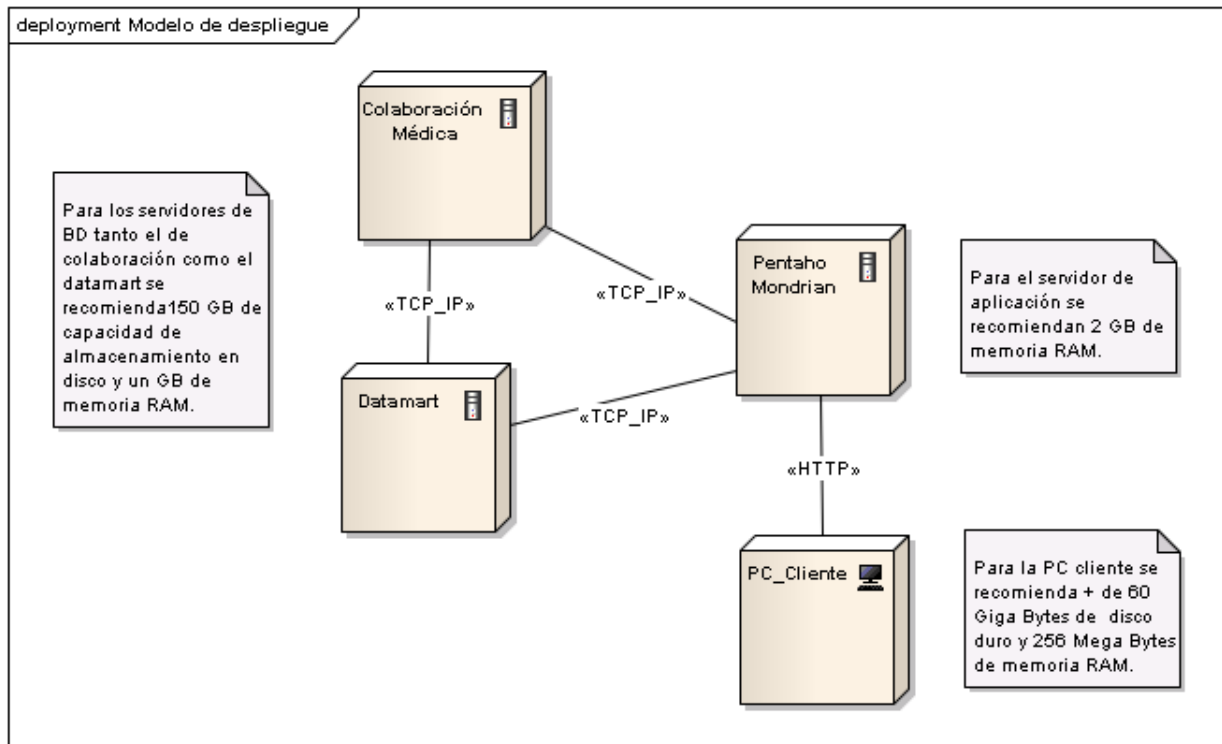 deployment Modelo de despliegue
Colaboración
Médica
Para los servidores de
BD tanto el de
colaboración como el
datamart se
recomienda150 GB de
capacidad de
almacenamiento en
disco y un GB de
memoria RAM.
Pentaho
Mondrian
Para el servidor de
aplicación se
recomiendan 2 GB de
memoria RAM.
«TCP_IP»
«TCP_IP»
Datamart
«TCP_IP»
«HTTP»
PC_Cliente
Para la PC cliente se
recomienda + de 60
Giga Bytes de disco
duro y 256 Mega Bytes
de memoria RAM.